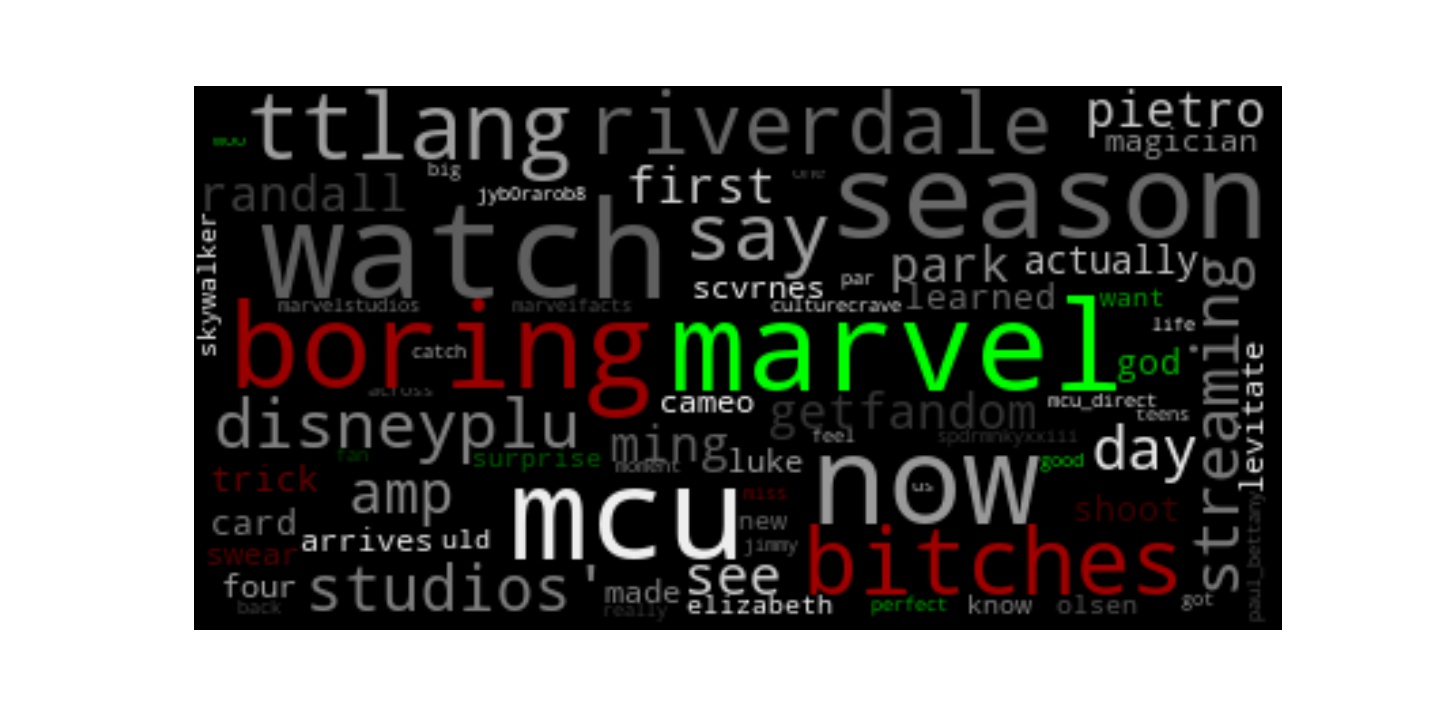 ttlang riverdale pietro
magician
big
randall jyb0rarob8 first one season
skywalker
watch say
park actually
scvrnes par learned want
marvelstudios marveifacts culturecrave
boring marvel life
catch god streaming
levitate
across cameo getfandom mcu_direct
teens
disneyplu ming feel spdrmnkyxxiii day
fan surprise moment luke now good
us
trick amp mcu miss shoot
card new
swear arrives uld jimmy bitches
four studios' made see paul_bettany
back really elizabeth perfect know olsen got